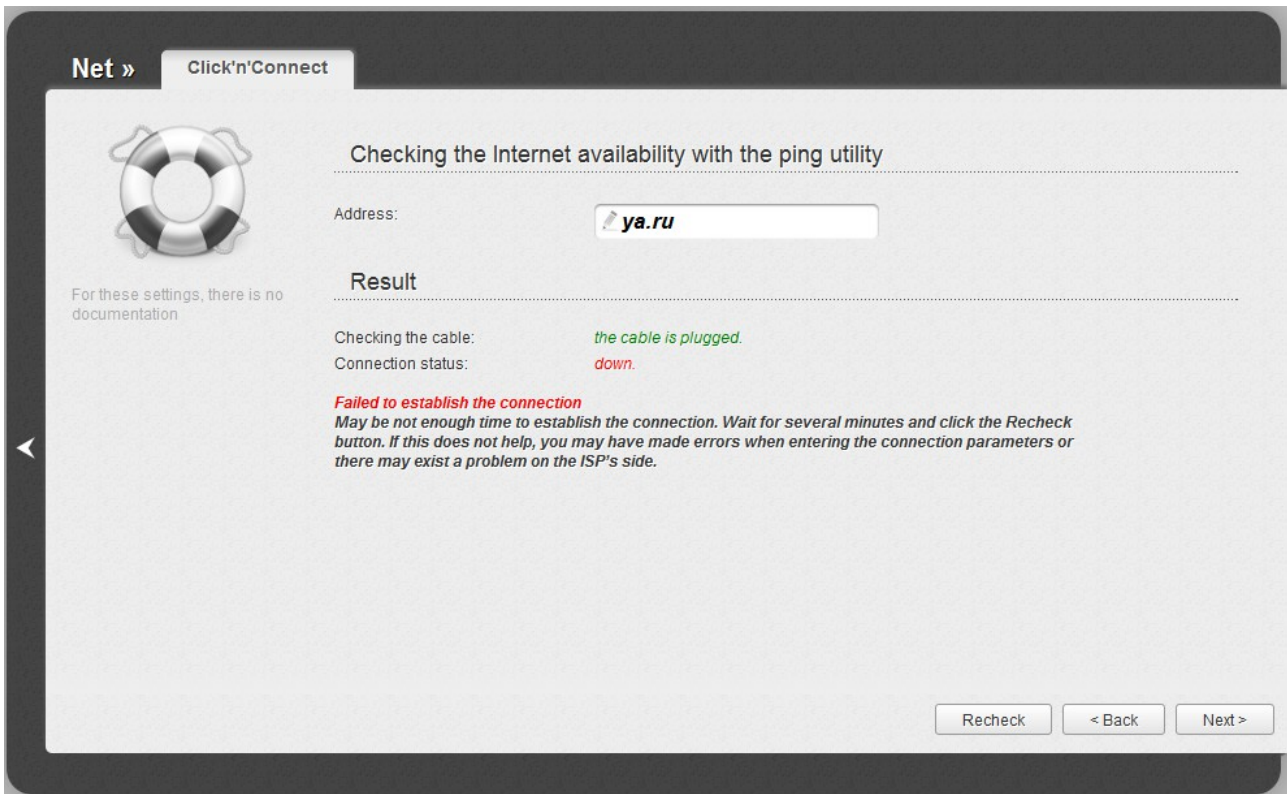 Net »
Click'n'Connect
Checking the Internet availability with the ping utility
Address:
ya.ru
Result
For these settings, there is no
documentation
Checking the cable:
the cable is plugged.
Connection status:
down.
Failed to establish the connection
May be not enough time to establish the connection. Wait for several minutes and click the Recheck
button. If this does not help, you may have made errors when entering the connection parameters or
there may exist a problem on the ISP's side.
Recheck
< Back
Next >